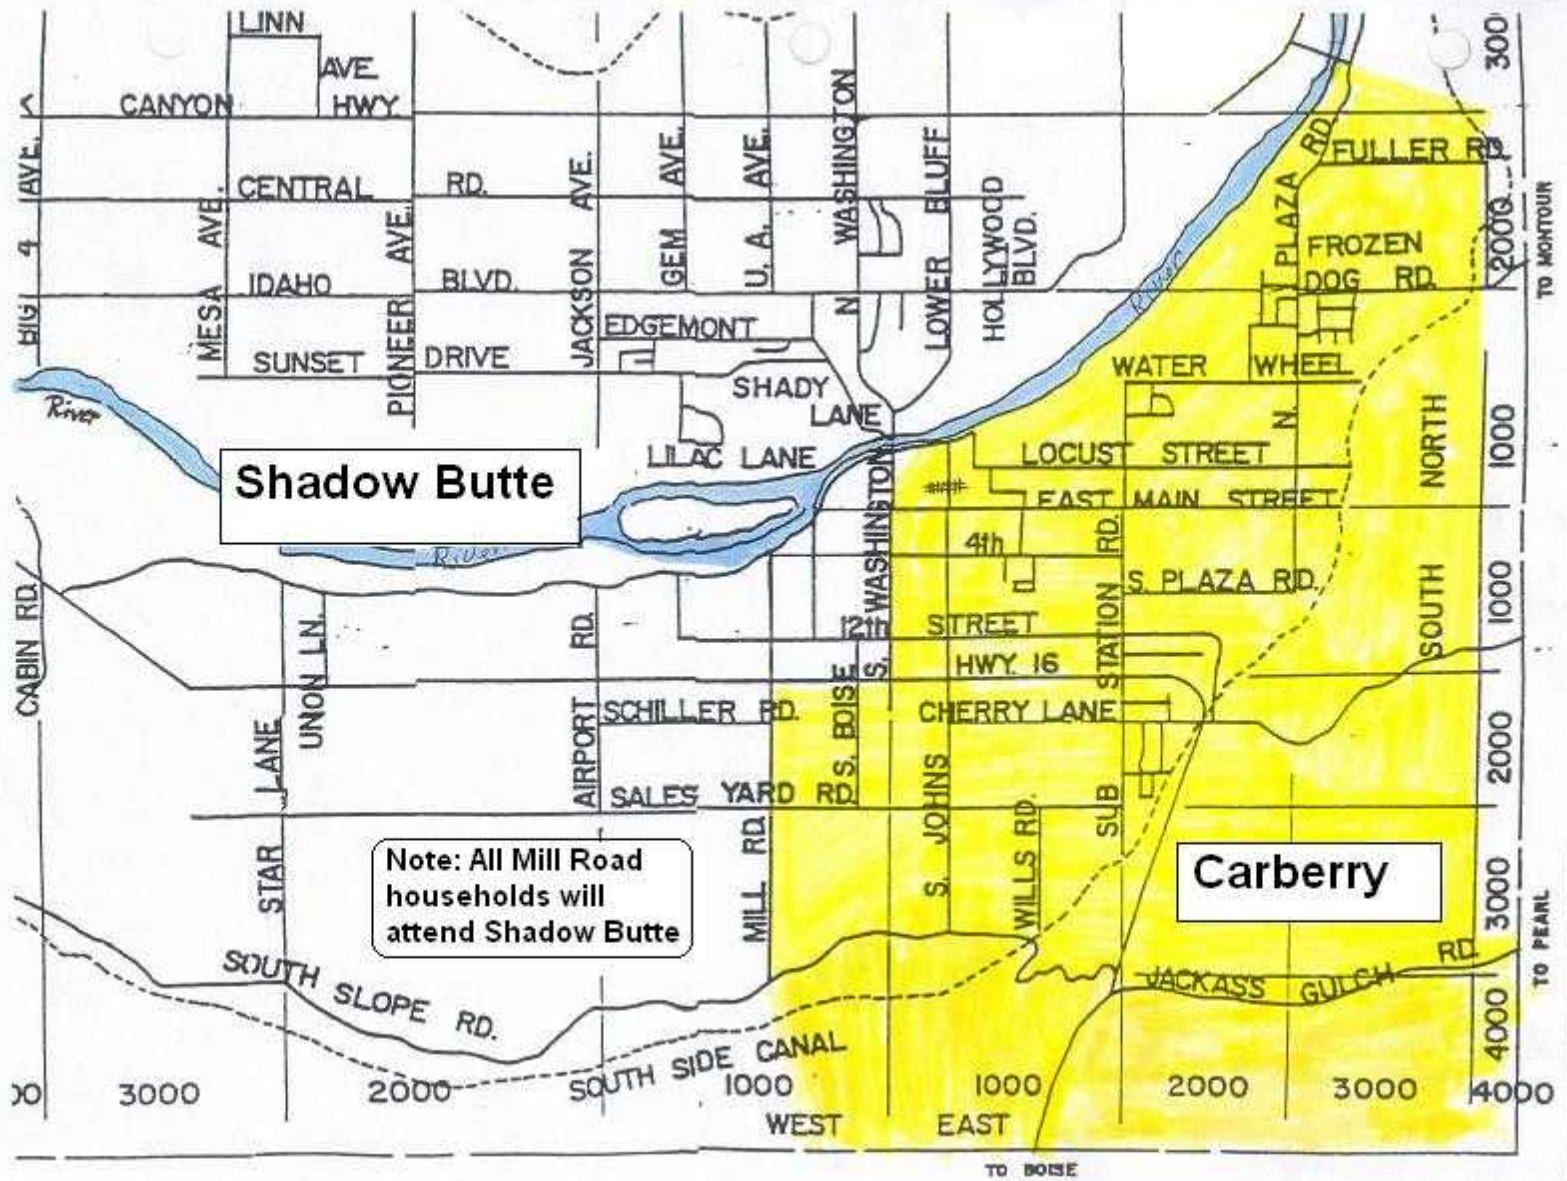 LINN
AVE.
CANYON HWY.
300
FULLER RD.
CENTRAL RD.
BIG 4 AVE.
MESA AVE.
PIONEER AVE.
JACKSON AVE.
GEM AVE.
U. A. AVE.
N. WASHINGTON
LOWER BLUFF
HOLLYWOOD
BLVD.
N. PLAZA RD.
2000
TO MONTOUR
FROZEN
DOG RD.
IDAHO BLVD.
River
EDGEMONT
SUNSET DRIVE
SHADY
LANE
WATER WHEEL
River
LILAC LANE
LOCUST STREET
NORTH
1000
Shadow Butte
EAST MAIN STREET
River
4th
S. WASHINGTON
SUB STATION RD.
S. PLAZA RD.
SOUTH
1000
CABIN RD.
UNON LN.
12th STREET
HWY. 16
AIRPORT RD.
SCHILLER RD.
S. BOISE
CHERRY LANE
2000
STAR LANE
SALES YARD RD.
S. JOHNS
WILLS RD.
MILL RD.
Note: All Mill Road
households will
attend Shadow Butte
Carberry
3000
TO PEARL
SOUTH SLOPE RD.
JACKASS GULCH RD.
4000
SOUTH SIDE CANAL
00 3000 2000 1000 1000 2000 3000 4000
WEST EAST
TO BOISE